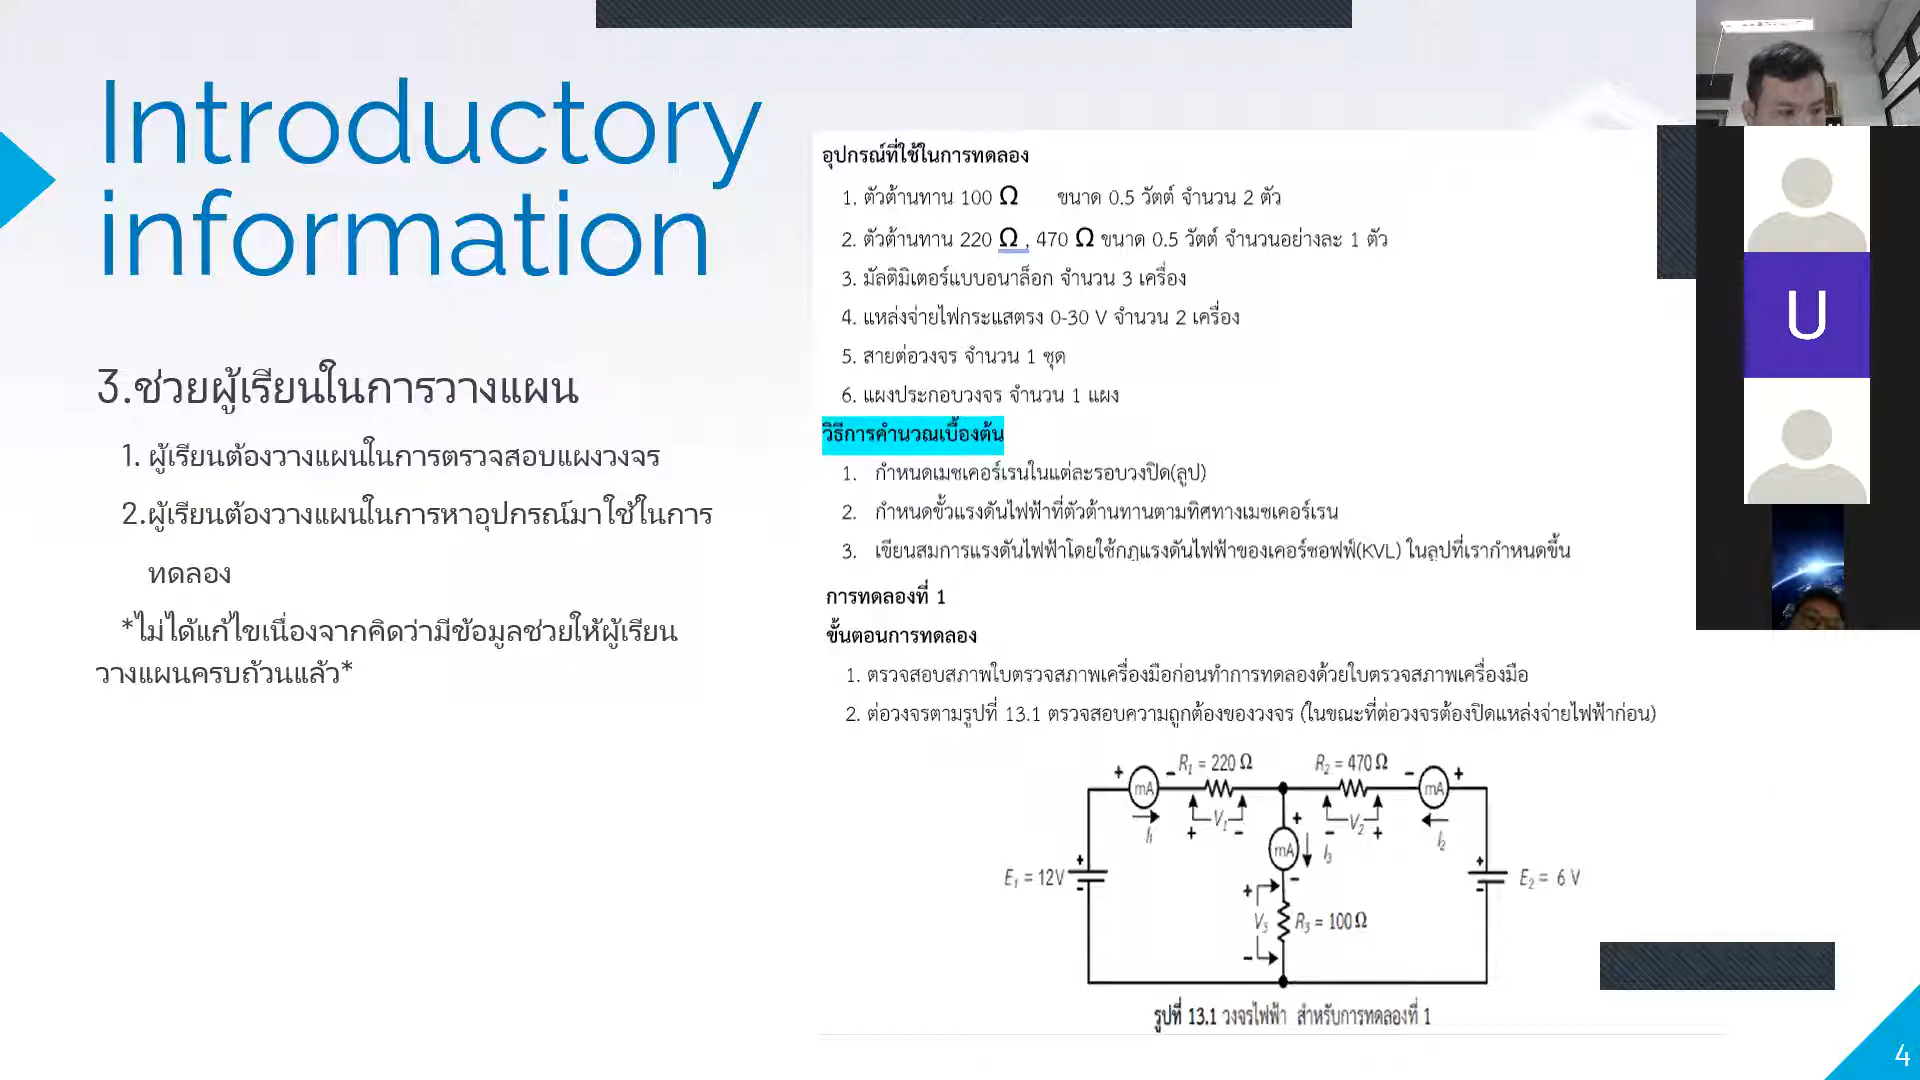 Introductory
information
3.ช่วยผู้เรียนในการวางแผน
1. ผู้เรียนต้องวางแผนในการตรวจสอบแผงวงจร
2.ผู้เรียนต้องวางแผนในการหาอุปกรณ์มาใช้ในการ
ทดลอง
*ไม่ได้แก้ไขเนื่องจากคิดว่ามีข้อมูลช่วยให้ผู้เรียน
วางแผนครบถ้วนแล้ว*
อุปกรณ์ที่ใช้ในการทดลอง
1. ตัวต้านทาน 100 Ω ขนาด 0.5 วัตต์ จำนวน 2 ตัว
2. ตัวต้านทาน 220 Ω , 470 Ω ขนาด 0.5 วัตต์ จำนวนอย่างละ 1 ตัว
3. มัลติมิเตอร์แบบอนาล็อก จำนวน 3 เครื่อง
4. แหล่งจ่ายไฟกระแสตรง 0-30 V จำนวน 2 เครื่อง
5. สายต่อวงจร จำนวน 1 ชุด
6. แผงประกอบวงจร จำนวน 1 แผง
วิธีการคำนวณเบื้องต้น
1. กำหนดเมชเคอร์เรนในแต่ละรอบวงปิด(ลูป)
2. กำหนดขั้วแรงดันไฟฟ้าที่ตัวต้านทานตามทิศทางเมชเคอร์เรน
3. เขียนสมการแรงดันไฟฟ้าโดยใช้กฎแรงดันไฟฟ้าของเคอร์ชอฟฟ์(KVL) ในลูปที่เรากำหนดขึ้น
การทดลองที่ 1
ขั้นตอนการทดลอง
1. ตรวจสอบสภาพใบตรวจสภาพเครื่องมือก่อนทำการทดลองด้วยใบตรวจสภาพเครื่องมือ
2. ต่อวงจรตามรูปที่ 13.1 ตรวจสอบความถูกต้องของวงจร (ในขณะที่ต่อวงจรต้องปิดแหล่งจ่ายไฟฟ้าก่อน)
R₁ = 220 Ω R₂ = 470 Ω
+ mA - - mA +
V₁ V₂
+ - + - +
I₁ mA I₃ I₂
E₁ = 12V + - E₂ = 6 V + -
+ V₃ - R₃ = 100 Ω
รูปที่ 13.1 วงจรไฟฟ้า สำหรับการทดลองที่ 1
U
4